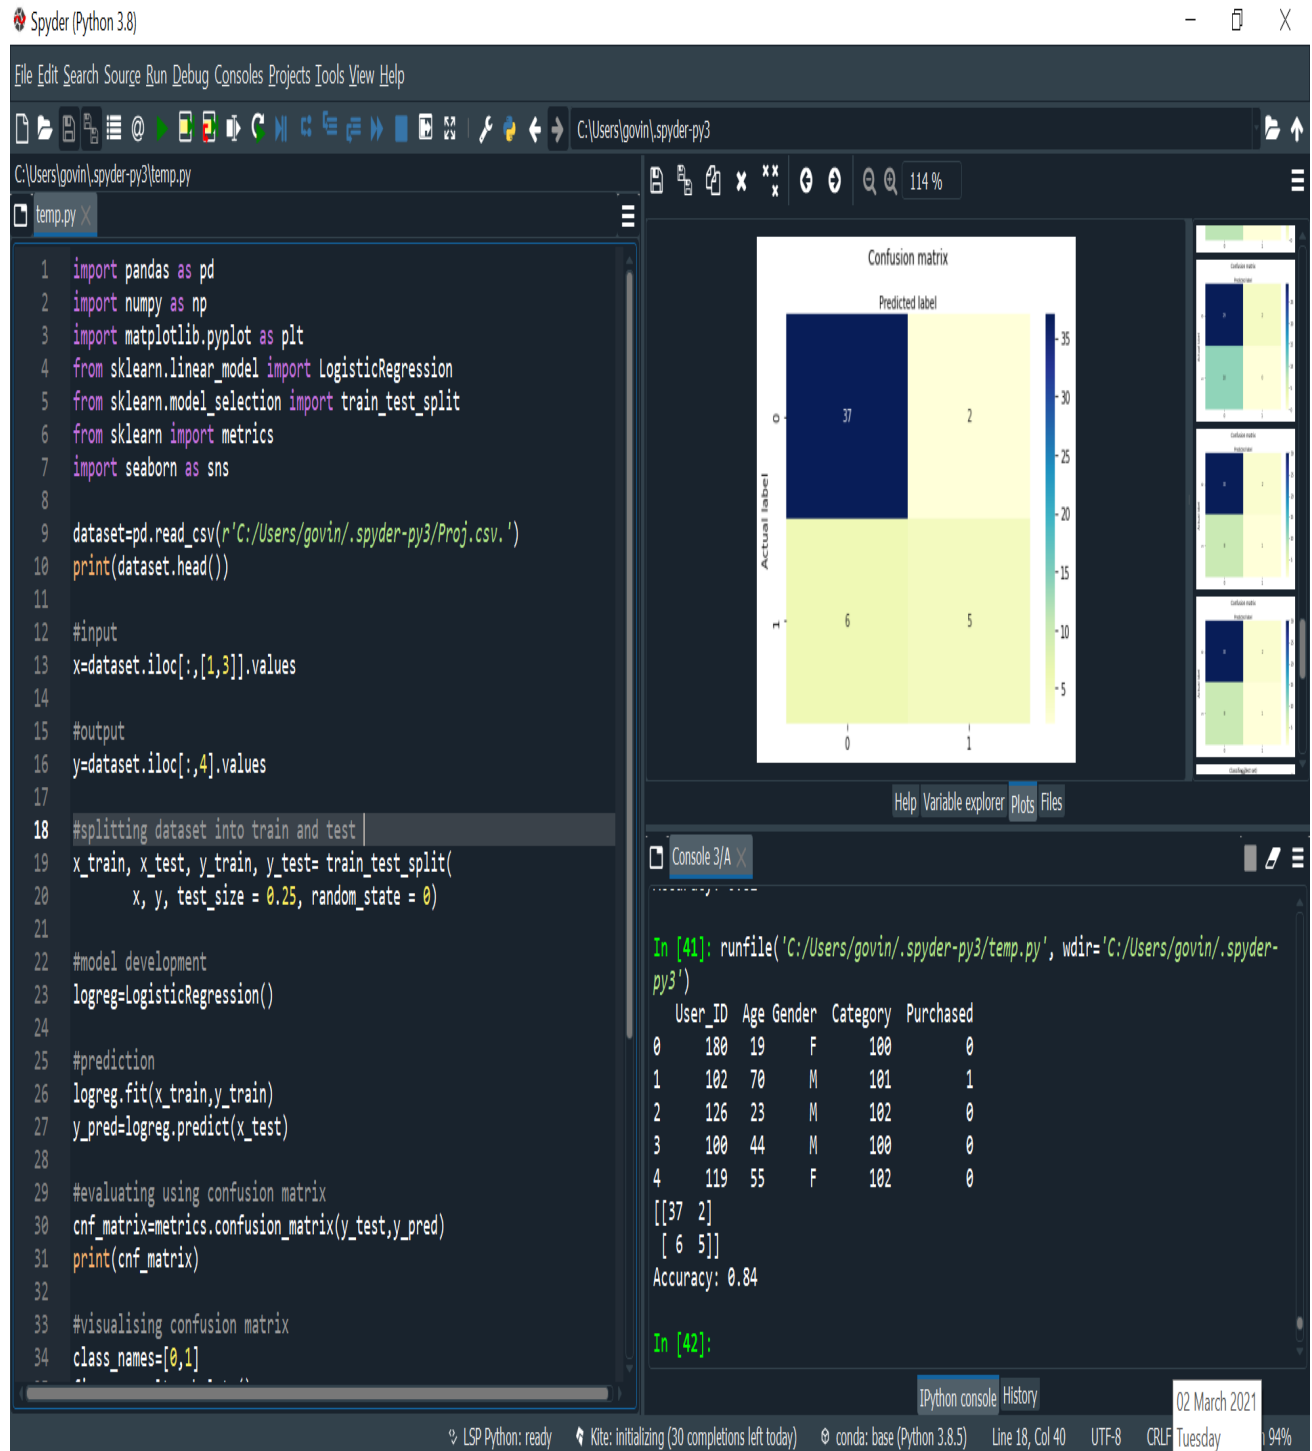 Spyder (Python 3.8)
File Edit Search Source Run Debug Consoles Projects Tools View Help
C:\Users\govin\.spyder-py3
C:\Users\govin\.spyder-py3\temp.py
temp.py
1 import pandas as pd
2 import numpy as np
3 import matplotlib.pyplot as plt
4 from sklearn.linear_model import LogisticRegression
5 from sklearn.model_selection import train_test_split
6 from sklearn import metrics
7 import seaborn as sns
8
9 dataset=pd.read_csv(r'C:/Users/govin/.spyder-py3/Proj.csv.')
10 print(dataset.head())
11
12 #input
13 x=dataset.iloc[:,[1,3]].values
14
15 #output
16 y=dataset.iloc[:,4].values
17
18 #splitting dataset into train and test
19 x_train, x_test, y_train, y_test= train_test_split(
20 x, y, test_size = 0.25, random_state = 0)
21
22 #model development
23 logreg=LogisticRegression()
24
25 #prediction
26 logreg.fit(x_train,y_train)
27 y_pred=logreg.predict(x_test)
28
29 #evaluating using confusion matrix
30 cnf_matrix=metrics.confusion_matrix(y_test,y_pred)
31 print(cnf_matrix)
32
33 #visualising confusion matrix
34 class_names=[0,1]
114 %
Confusion matrix
Predicted label
Actual label
0
1
37 2
6 5
0 1
35
30
25
20
15
10
5
Confusion matrix
Predicted label
Confusion matrix
Predicted label
Confusion matrix
Predicted label
Help Variable explorer Plots Files
Console 3/A
In [41]: runfile('C:/Users/govin/.spyder-py3/temp.py', wdir='C:/Users/govin/.spyder-
py3')
User_ID Age Gender Category Purchased
0 180 19 F 100 0
1 102 70 M 101 1
2 126 23 M 102 0
3 100 44 M 100 0
4 119 55 F 102 0
[[37 2]
[ 6 5]]
Accuracy: 0.84
In [42]:
IPython console History
LSP Python: ready Kite: initializing (30 completions left today) conda: base (Python 3.8.5) Line 18, Col 40 UTF-8 CRLF 94%
02 March 2021
Tuesday